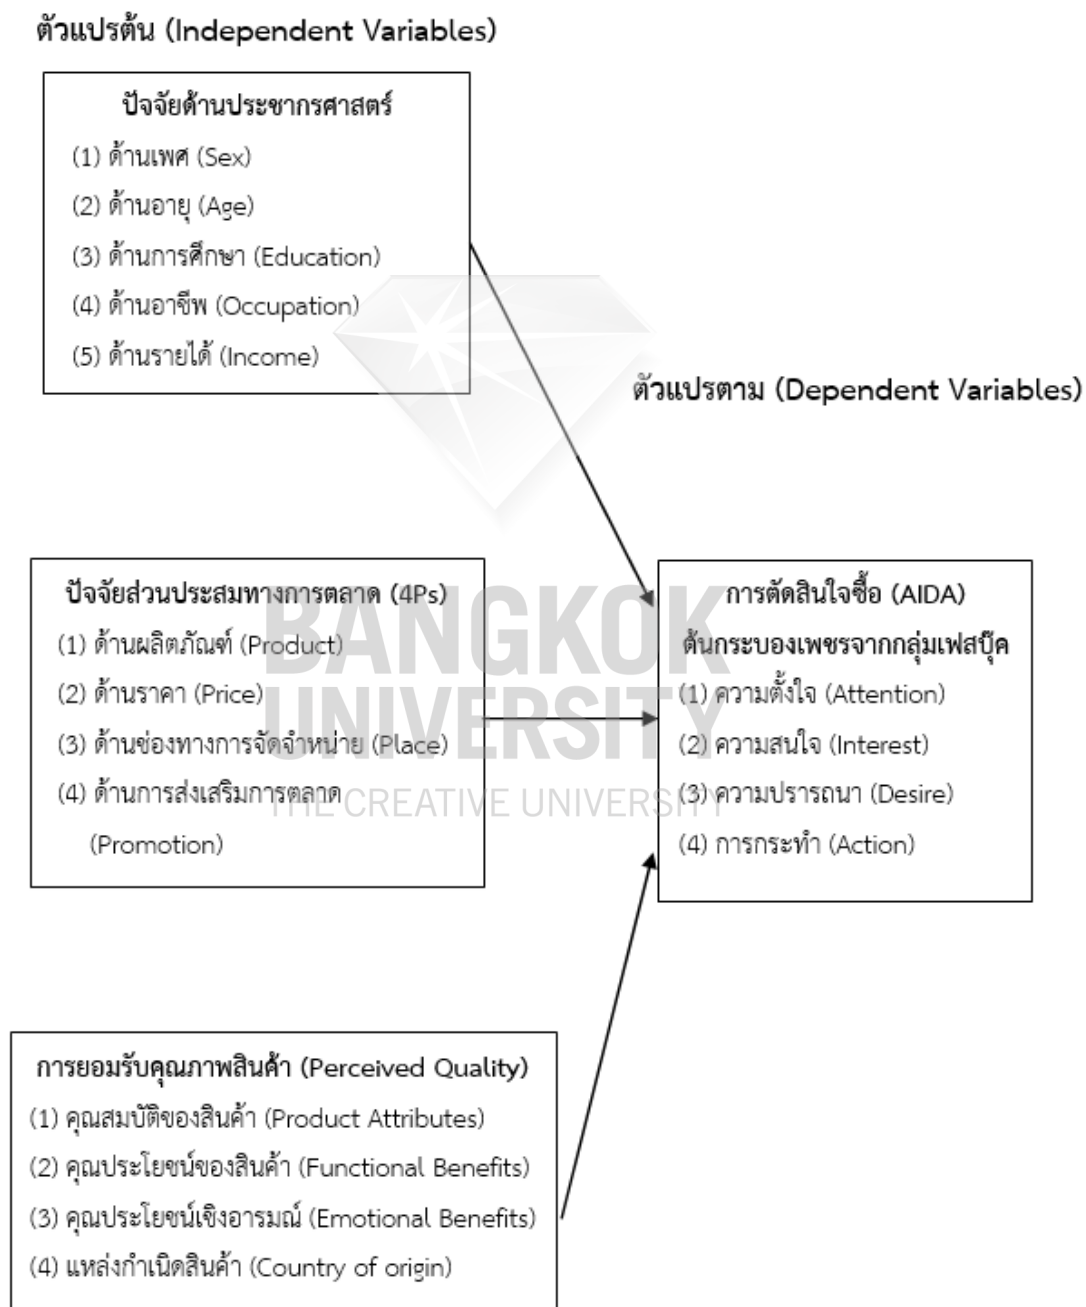 ตัวแปรต้น (Independent Variables)
ปัจจัยด้านประชากรศาสตร์
(1) ด้านเพศ (Sex)
(2) ด้านอายุ (Age)
(3) ด้านการศึกษา (Education)
(4) ด้านอาชีพ (Occupation)
(5) ด้านรายได้ (Income)
ตัวแปรตาม (Dependent Variables)
ปัจจัยส่วนประสมทางการตลาด (4Ps)
(1) ด้านผลิตภัณฑ์ (Product)
(2) ด้านราคา (Price)
(3) ด้านช่องทางการจัดจำหน่าย (Place)
(4) ด้านการส่งเสริมการตลาด
(Promotion)
การตัดสินใจซื้อ (AIDA)
ต้นกระบองเพชรจากกลุ่มเฟสบุ๊ค
(1) ความตั้งใจ (Attention)
(2) ความสนใจ (Interest)
(3) ความปรารถนา (Desire)
(4) การกระทำ (Action)
BANGKOK
UNIVERSITY
THE CREATIVE UNIVERSITY
การยอมรับคุณภาพสินค้า (Perceived Quality)
(1) คุณสมบัติของสินค้า (Product Attributes)
(2) คุณประโยชน์ของสินค้า (Functional Benefits)
(3) คุณประโยชน์เชิงอารมณ์ (Emotional Benefits)
(4) แหล่งกำเนิดสินค้า (Country of origin)